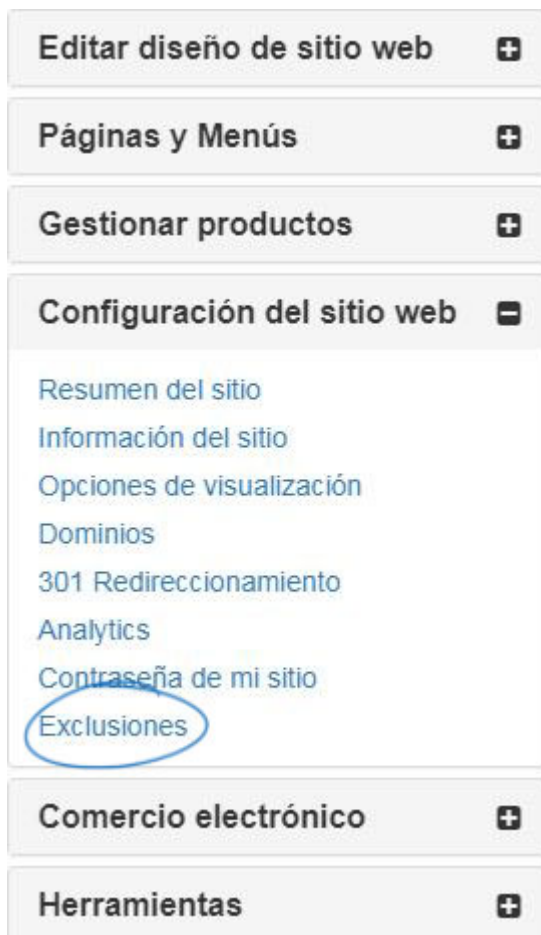 Editar diseño de sitio web
Páginas y Menús
Gestionar productos
Configuración del sitio web
Resumen del sitio
Información del sitio
Opciones de visualización
Dominios
301 Redireccionamiento
Analytics
Contraseña de mi sitio
Exclusiones
Comercio electrónico
Herramientas